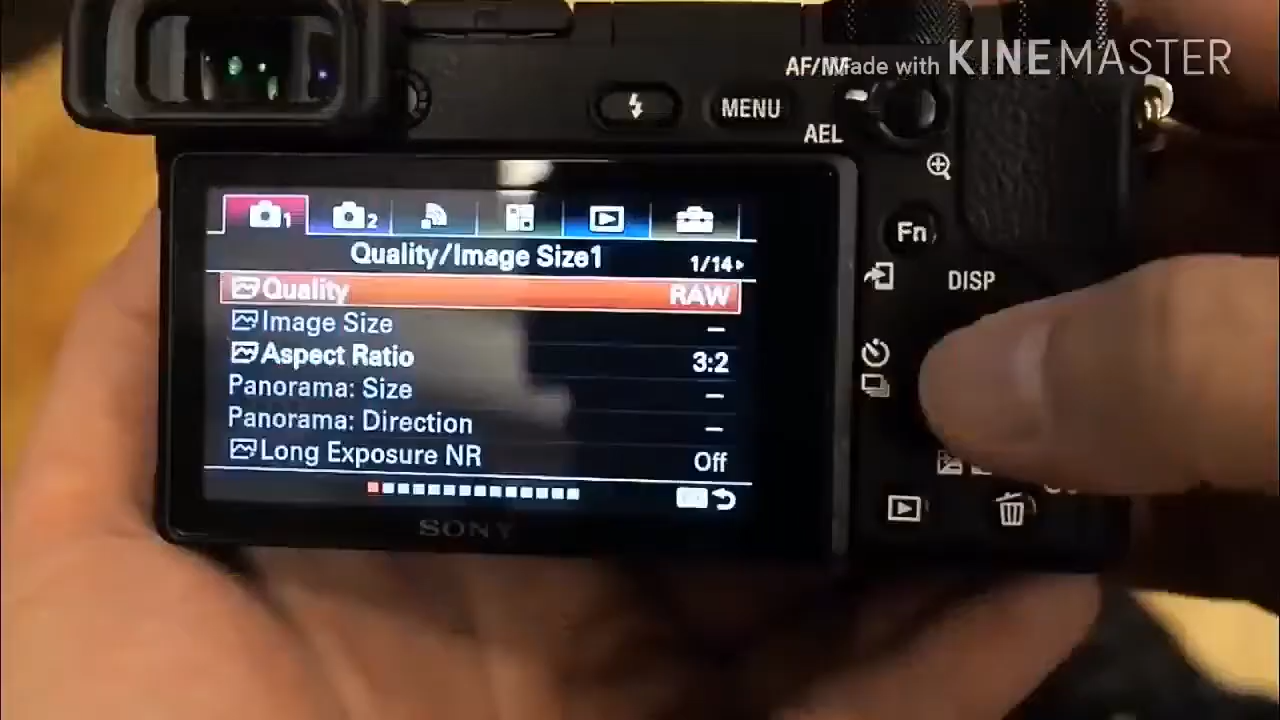 Made with KINEMASTER
AF/MF
MENU
AEL
1
2
Quality/Image Size1
1/14
Quality RAW
Image Size –
Aspect Ratio 3:2
Panorama: Size –
Panorama: Direction –
Long Exposure NR Off
SONY
Fn
DISP